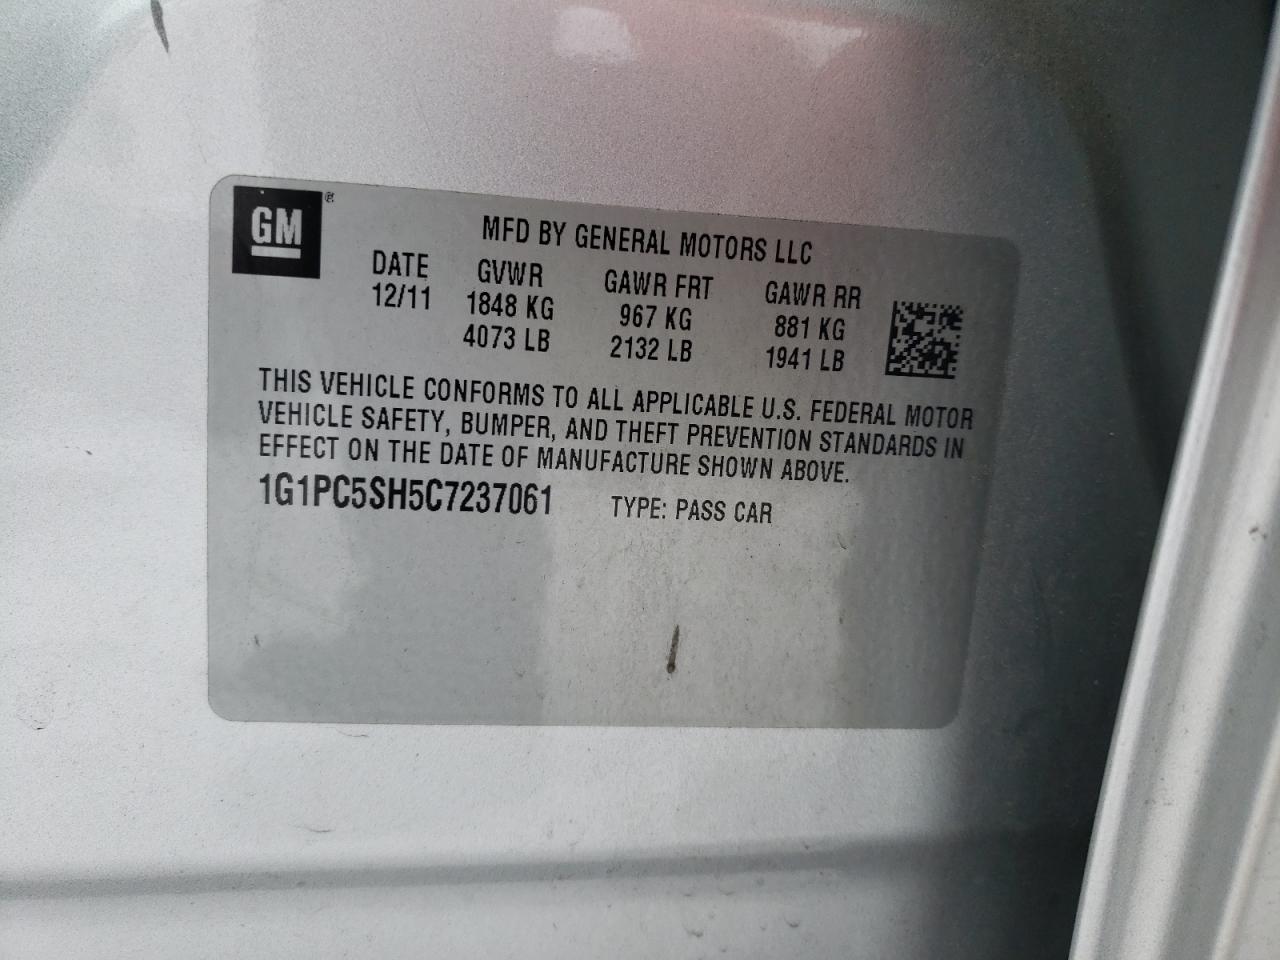 GM ®
MFD BY GENERAL MOTORS LLC
DATE GVWR GAWR FRT GAWR RR
12/11 1848 KG 967 KG 881 KG
4073 LB 2132 LB 1941 LB
THIS VEHICLE CONFORMS TO ALL APPLICABLE U.S. FEDERAL MOTOR
VEHICLE SAFETY, BUMPER, AND THEFT PREVENTION STANDARDS IN
EFFECT ON THE DATE OF MANUFACTURE SHOWN ABOVE.
1G1PC5SH5C7237061 TYPE: PASS CAR